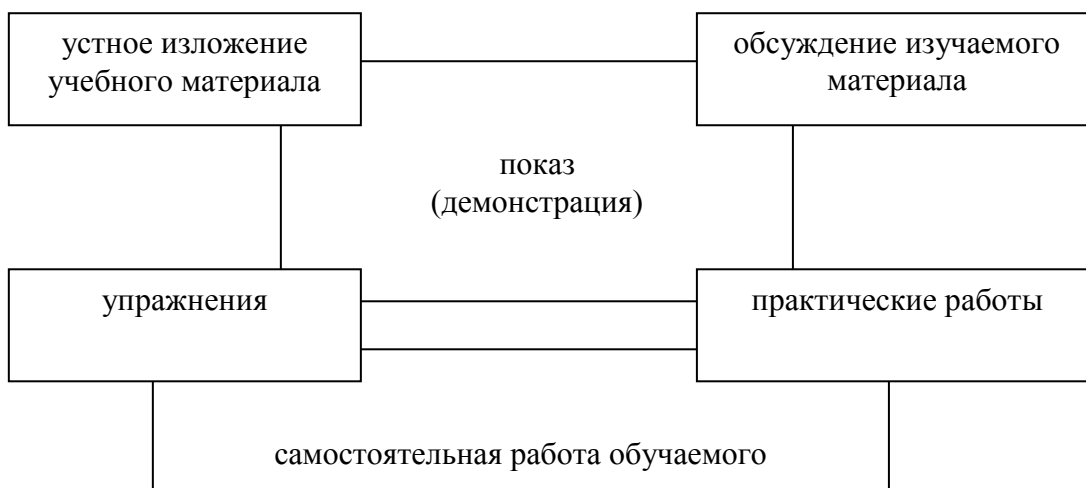 устное изложение
учебного материала
обсуждение изучаемого
материала
показ
(демонстрация)
упражнения
практические работы
самостоятельная работа обучаемого